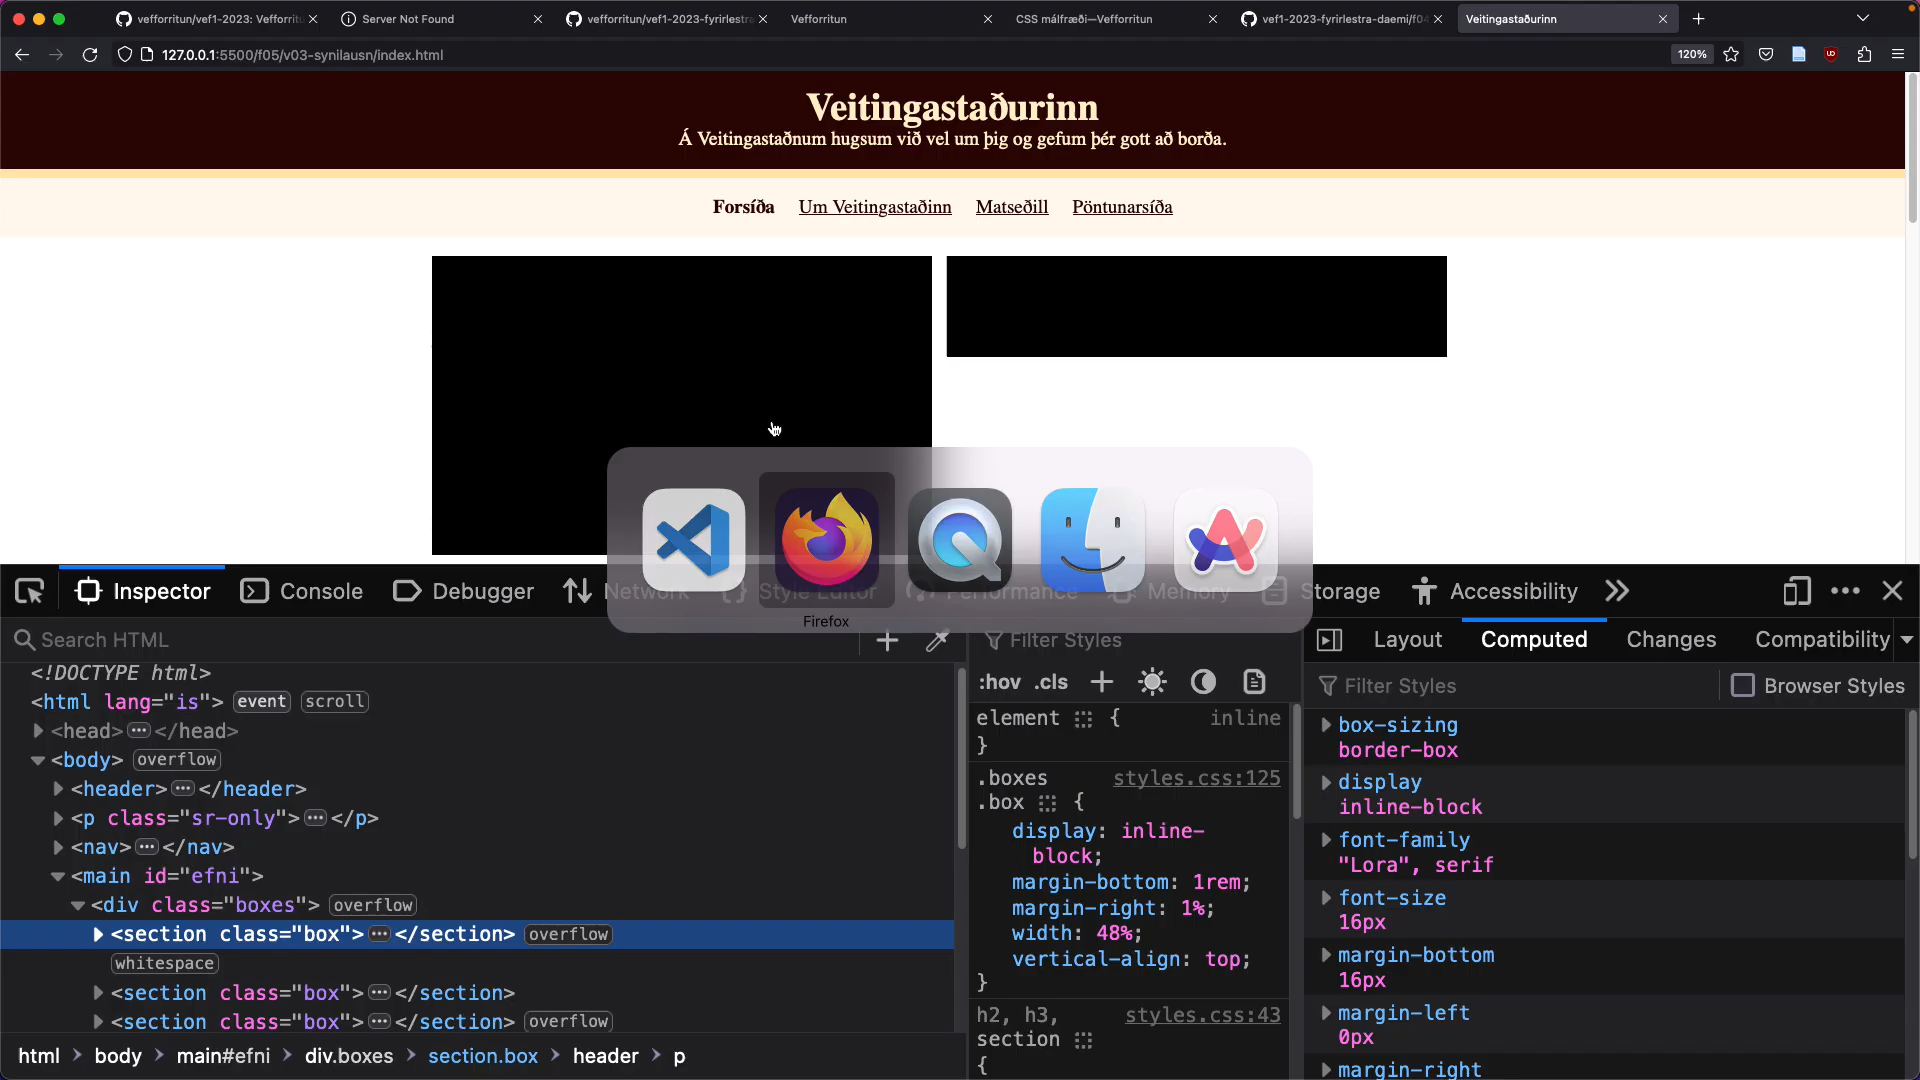 vefforritun/vef1-2023: Vefforritu
Server Not Found
vefforritun/vef1-2023-fyrirlestra
Vefforritun
CSS málfræði—Vefforritun
vef1-2023-fyrirlestra-daemi/f04
Veitingastaðurinn
127.0.0.1:5500/f05/v03-synilausn/index.html
120%
Veitingastaðurinn
Á Veitingastaðnum hugsum við vel um þig og gefum þér gott að borða.
Forsíða Um Veitingastaðinn Matseðill Pöntunarsíða
Inspector Console Debugger Network Style Editor Performance Memory Storage Accessibility
Firefox
Search HTML
<!DOCTYPE html>
<html lang="is"> event scroll
<head> ⋯ </head>
<body> overflow
<header> ⋯ </header>
<p class="sr-only"> ⋯ </p>
<nav> ⋯ </nav>
<main id="efni">
<div class="boxes"> overflow
<section class="box"> ⋯ </section> overflow
whitespace
<section class="box"> ⋯ </section>
<section class="box"> ⋯ </section> overflow
html > body > main#efni > div.boxes > section.box > header > p
Filter Styles
:hov .cls
element { inline
}
.boxes styles.css:125
.box {
display: inline-
block;
margin-bottom: 1rem;
margin-right: 1%;
width: 48%;
vertical-align: top;
}
h2, h3, styles.css:43
section
{
Layout Computed Changes Compatibility
Filter Styles Browser Styles
box-sizing
border-box
display
inline-block
font-family
"Lora", serif
font-size
16px
margin-bottom
16px
margin-left
0px
margin-right